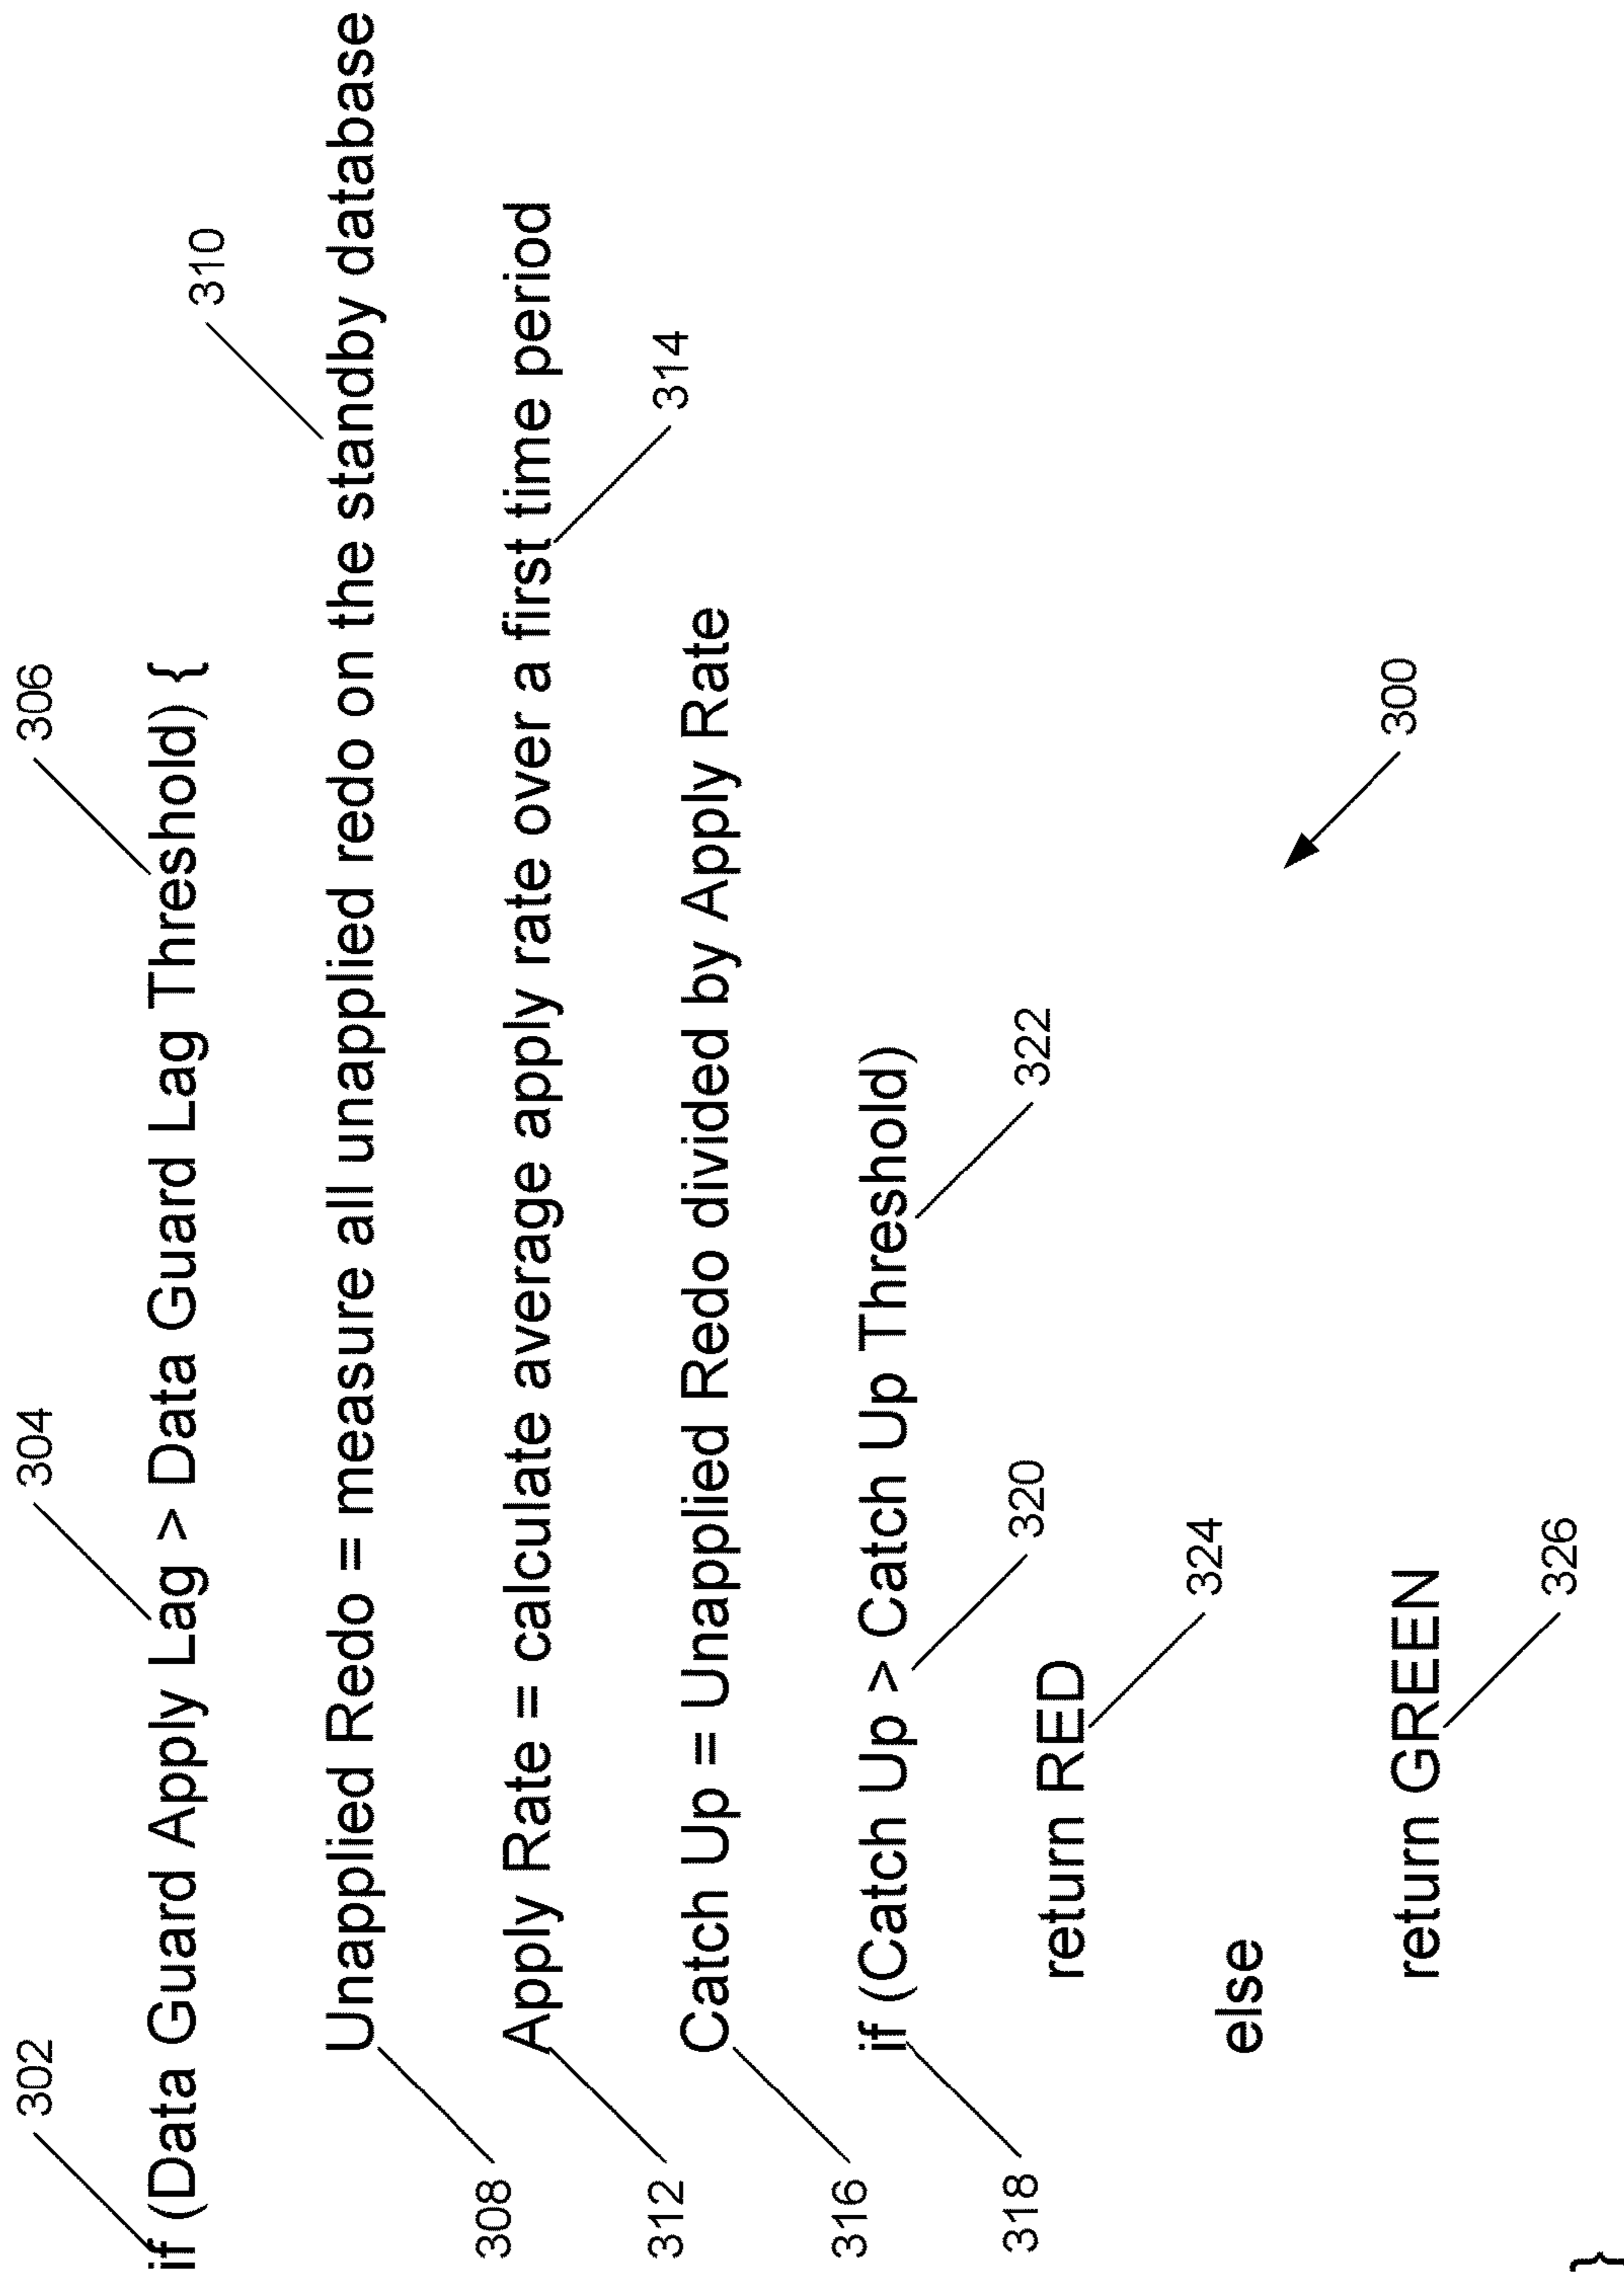 302 304 306
if (Data Guard Apply Lag > Data Guard Lag Threshold) {
310
308 Unapplied Redo = measure all unapplied redo on the standby database
312 Apply Rate = calculate average apply rate over a first time period
314
316 Catch Up = Unapplied Redo divided by Apply Rate
318 if (Catch Up > Catch Up Threshold)
320 322
return RED
324
else
300
return GREEN
326
}